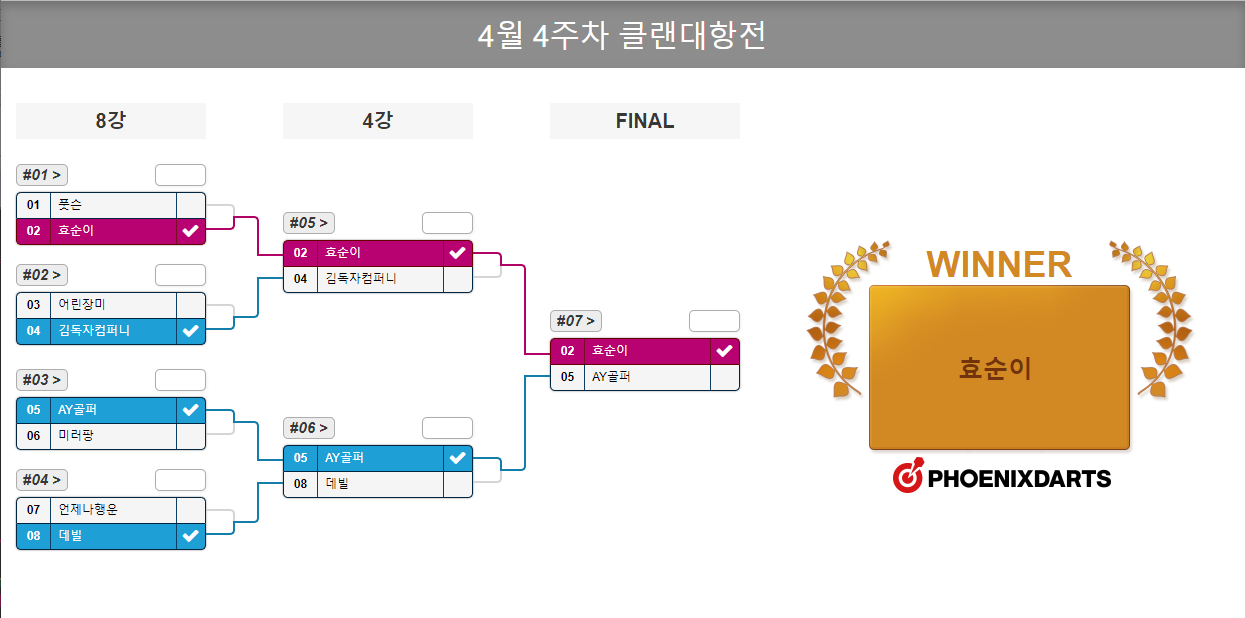 4월 4주차 클랜대항전
8강
4강
FINAL
#01 >
01 풋슨
02 효순이
#02 >
03 어린장미
04 김독자컴퍼니
#03 >
05 AY골퍼
06 미러팡
#04 >
07 언제나행운
08 데빌
#05 >
02 효순이
04 김독자컴퍼니
#06 >
05 AY골퍼
08 데빌
#07 >
02 효순이
05 AY골퍼
WINNER
효순이
PHOENIXDARTS